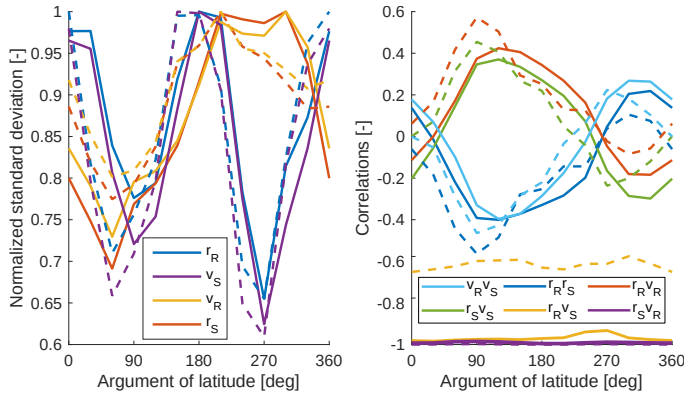 Normalized standard deviation [-]
1
0.95
0.9
0.85
0.8
0.75
0.7
0.65
0.6
r_R
v_S
v_R
r_S
0 90 180 270 360
Argument of latitude [deg]
Correlations [-]
0.6
0.4
0.2
0
-0.2
-0.4
-0.6
-1
v_Rv_S r_Rr_S r_Rv_R
r_Sv_S r_Rv_S r_Sv_R
0 90 180 270 360
Argument of latitude [deg]